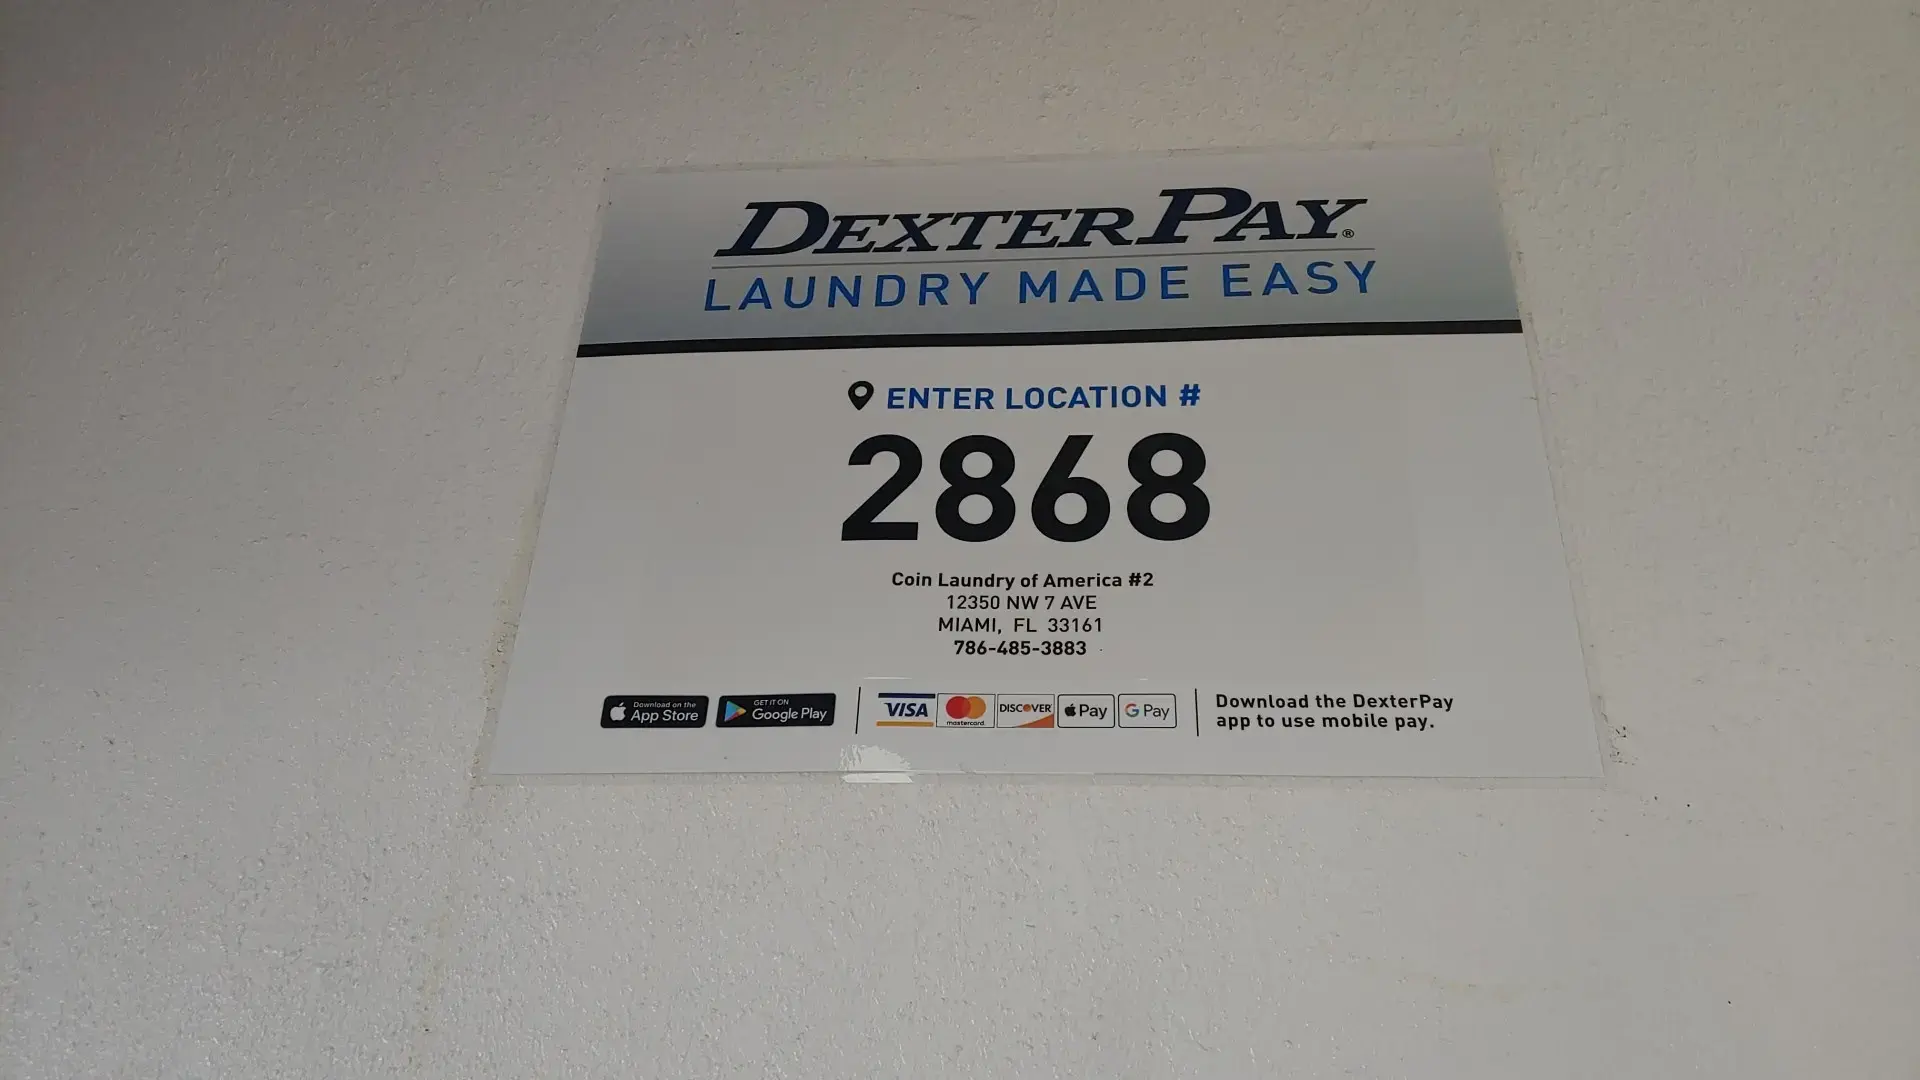 DEXTER PAY®
LAUNDRY MADE EASY
ENTER LOCATION #
2868
Coin Laundry of America #2
12350 NW 7 AVE
MIAMI, FL 33161
786-485-3883
Download on the
App Store
GET IT ON
Google Play
VISA
mastercard
DISCOVER
Pay
G Pay
Download the DexterPay
app to use mobile pay.